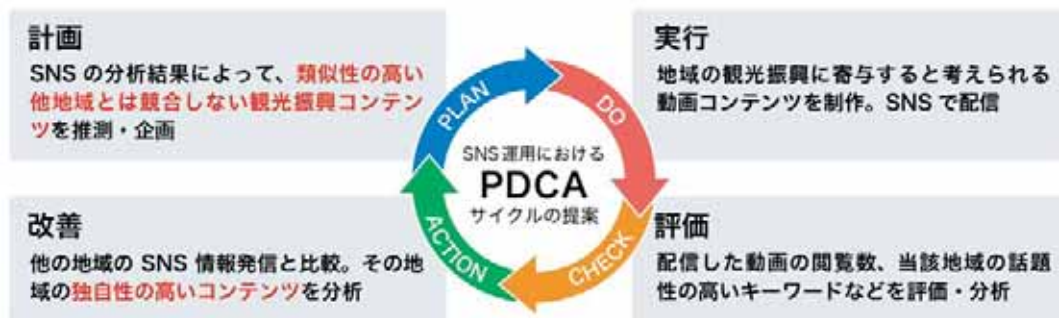 計画
SNS の分析結果によって、類似性の高い
他地域とは競合しない観光振興コンテン
ツを推測・企画
実行
地域の観光振興に寄与すると考えられる
動画コンテンツを制作。SNS で配信
PLAN
DO
SNS 運用における
PDCA
サイクルの提案
ACTION
CHECK
改善
他の地域の SNS 情報発信と比較。その地
域の独自性の高いコンテンツを分析
評価
配信した動画の閲覧数、当該地域の話題
性の高いキーワードなどを評価・分析